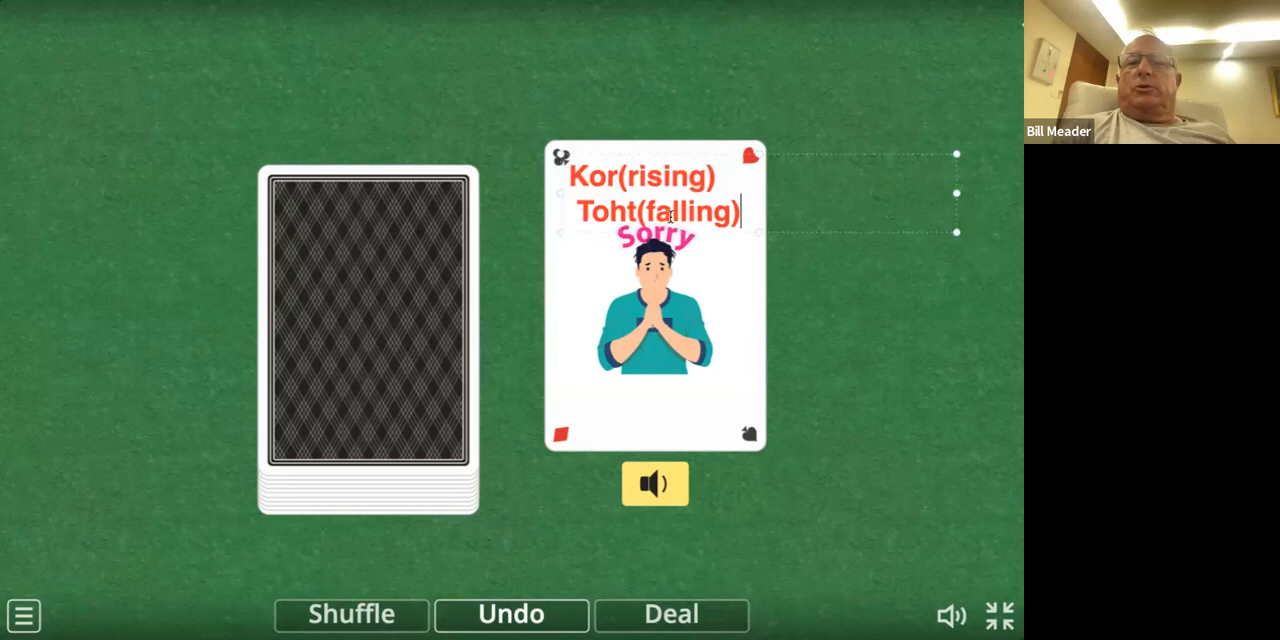 Kor(rising)
Toht(falling)
Sorry
Bill Meader
Shuffle
Undo
Deal